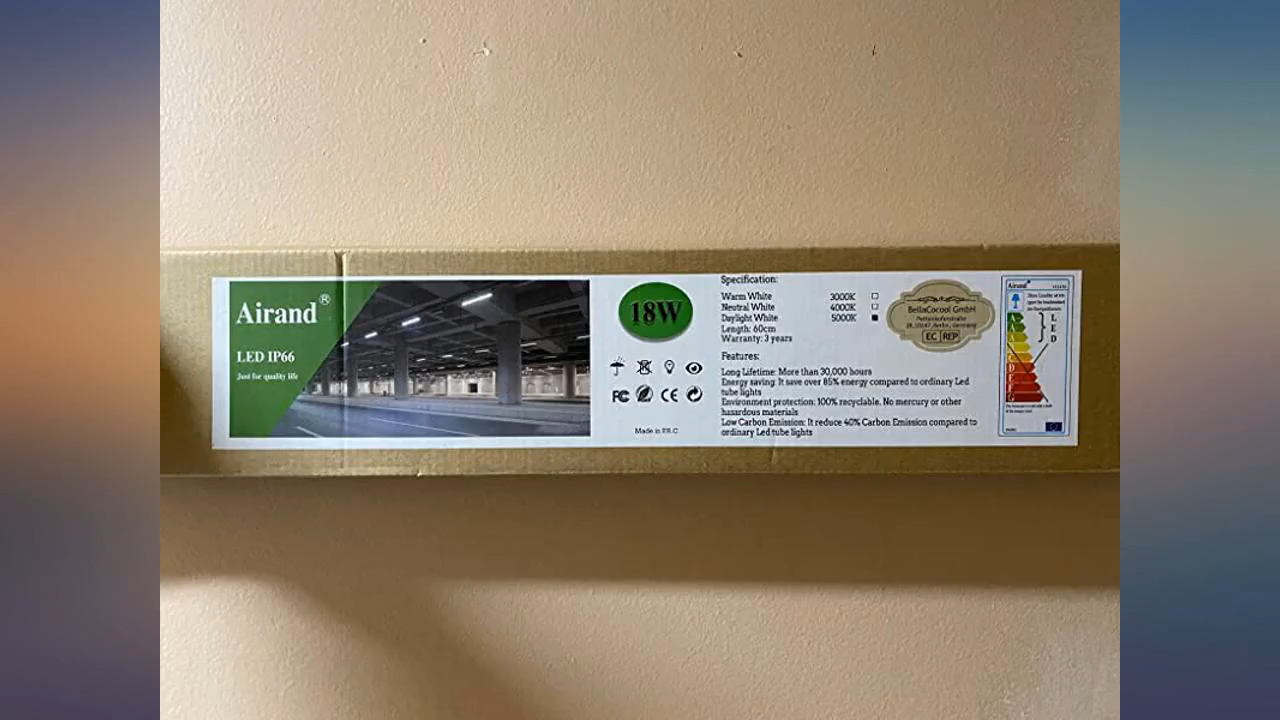 Airand®
LED IP66
Just for quality life
18W
FC
CE
Made in P.R.C
Specification:
Warm White 3000K
Neutral White 4000K
Daylight White 5000K
Length: 60cm
Warranty: 3 years
Features:
Long Lifetime: More than 30,000 hours
Energy saving: It save over 85% energy compared to ordinary Led
tube lights
Environment protection: 100% recyclable. No mercury or other
hazardous materials
Low Carbon Emission: It reduce 40% Carbon Emission compared to
ordinary Led tube lights
BellaCocool GmbH
Pettenkoferstraße
18, 10247, Berlin, Germany
EC REP
Airand
L
E
D